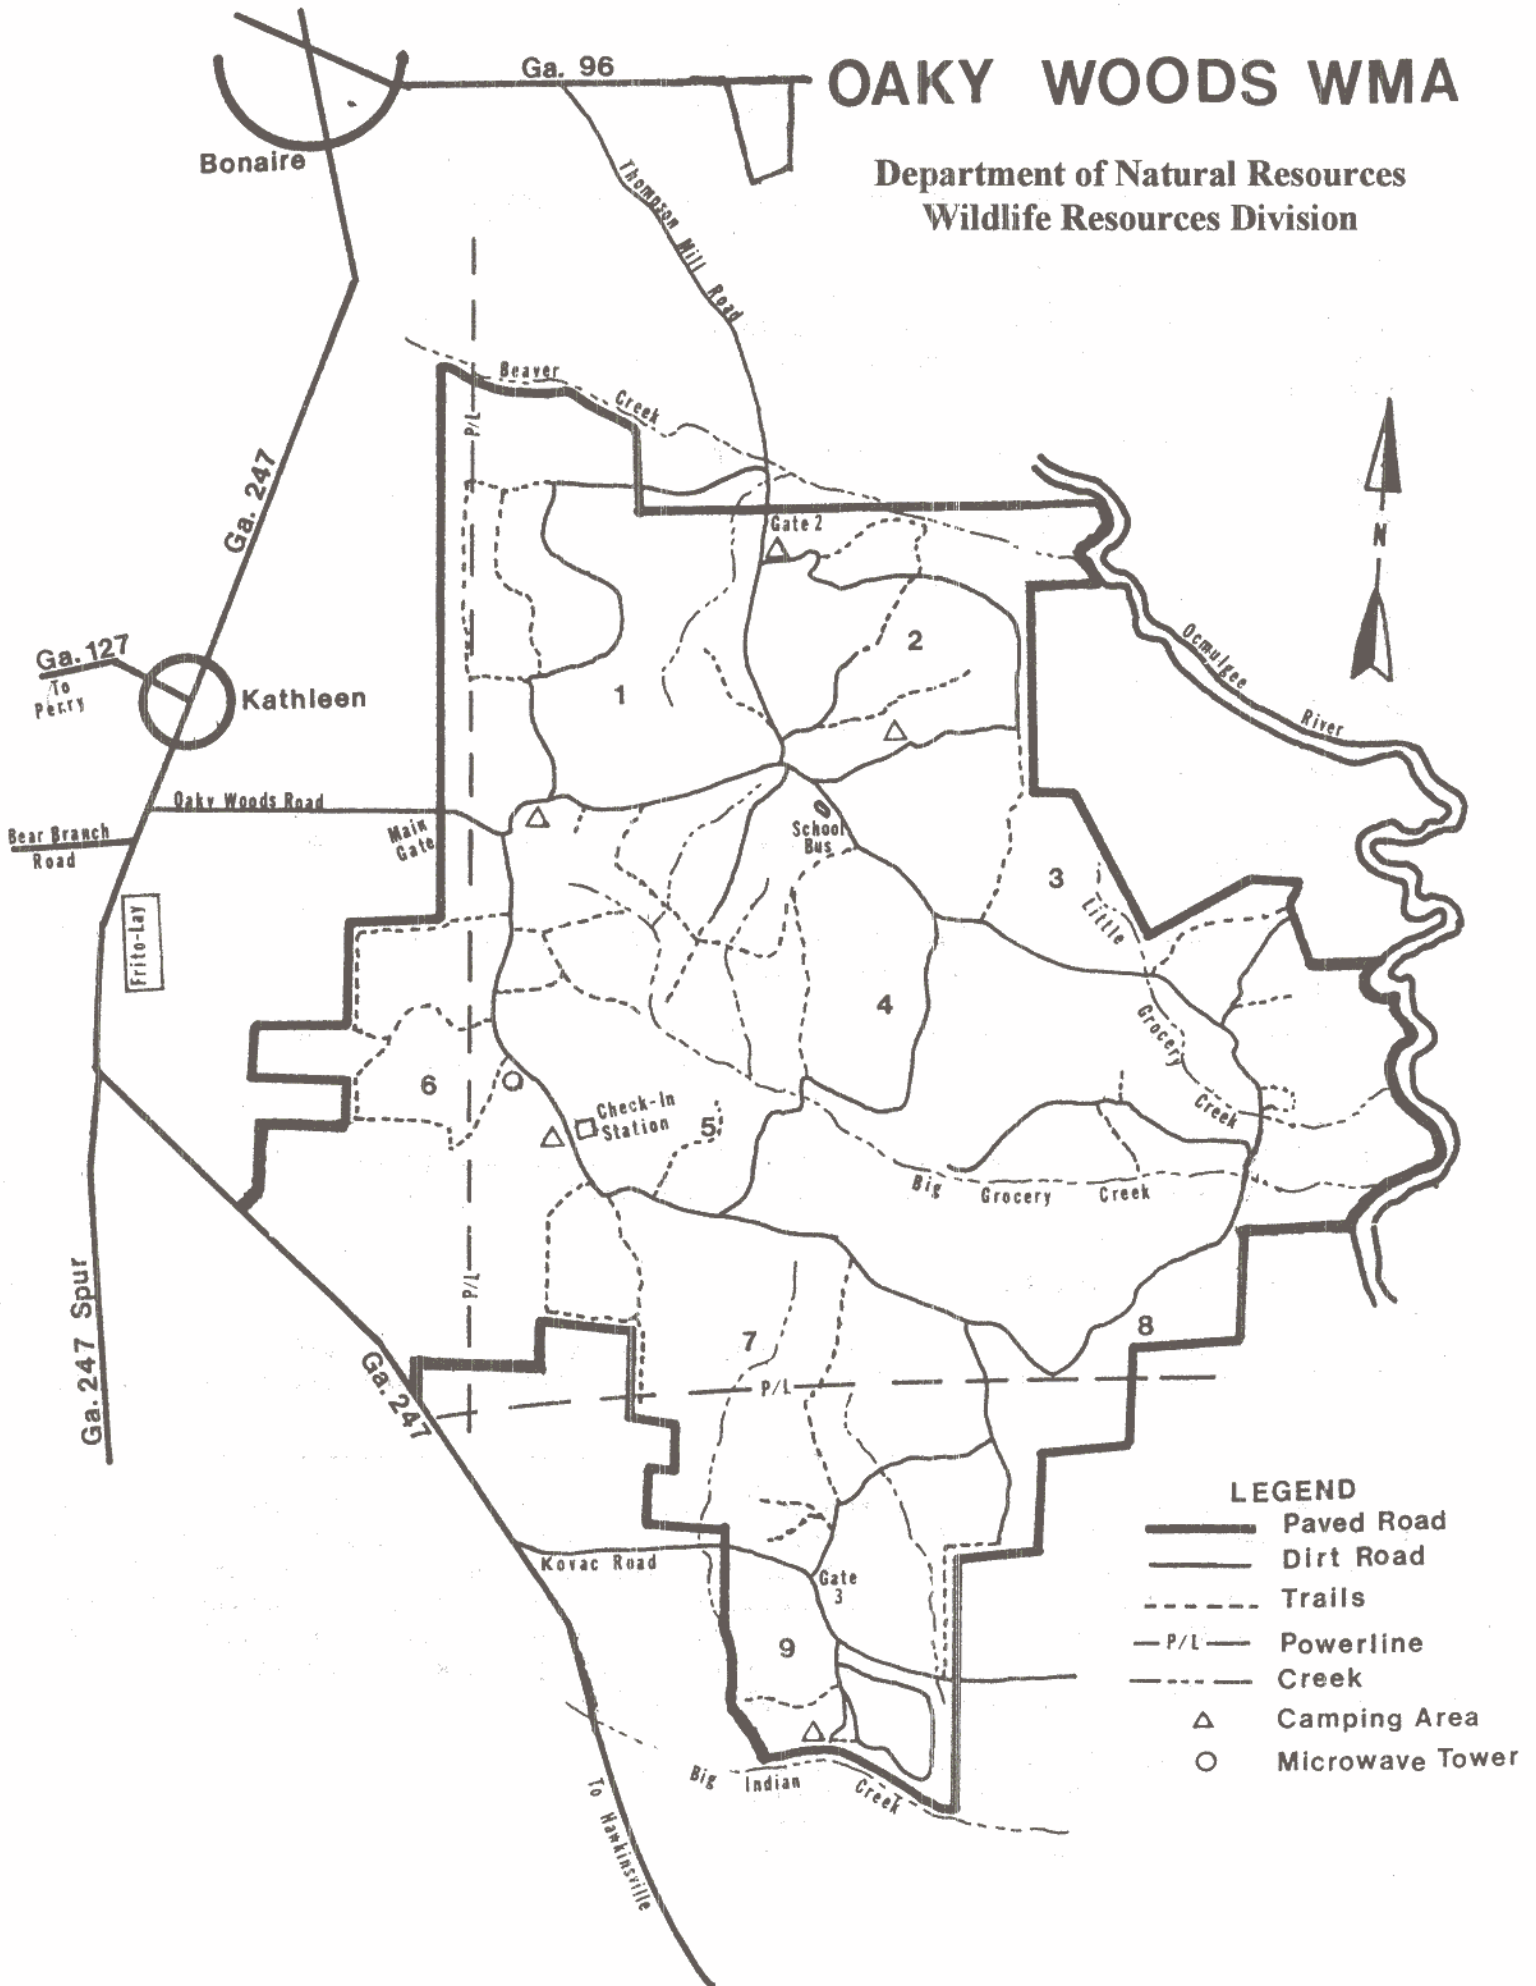 Ga. 96
OAKY WOODS WMA
Bonaire
Department of Natural Resources
Wildlife Resources Division
Thompson Mill Road
Beaver
Creek
P/L
Ga. 247
Gate 2
N
2
Ocmulgee
River
Ga. 127
To
Perry
Kathleen
1
Oaky Woods Road
Bear Branch
Road
Main
Gate
School
Bus
3
Little
Grocery
Creek
Frito-Lay
4
6
Check-In
Station
5
Big
Grocery
Creek
P/L
Ga. 247 Spur
8
7
Ga. 247
P/L
LEGEND
Paved Road
Dirt Road
Trails
P/L
Powerline
Creek
Camping Area
Microwave Tower
Kovac Road
Gate
3
9
Big
Indian
Creek
To Hawkinsville